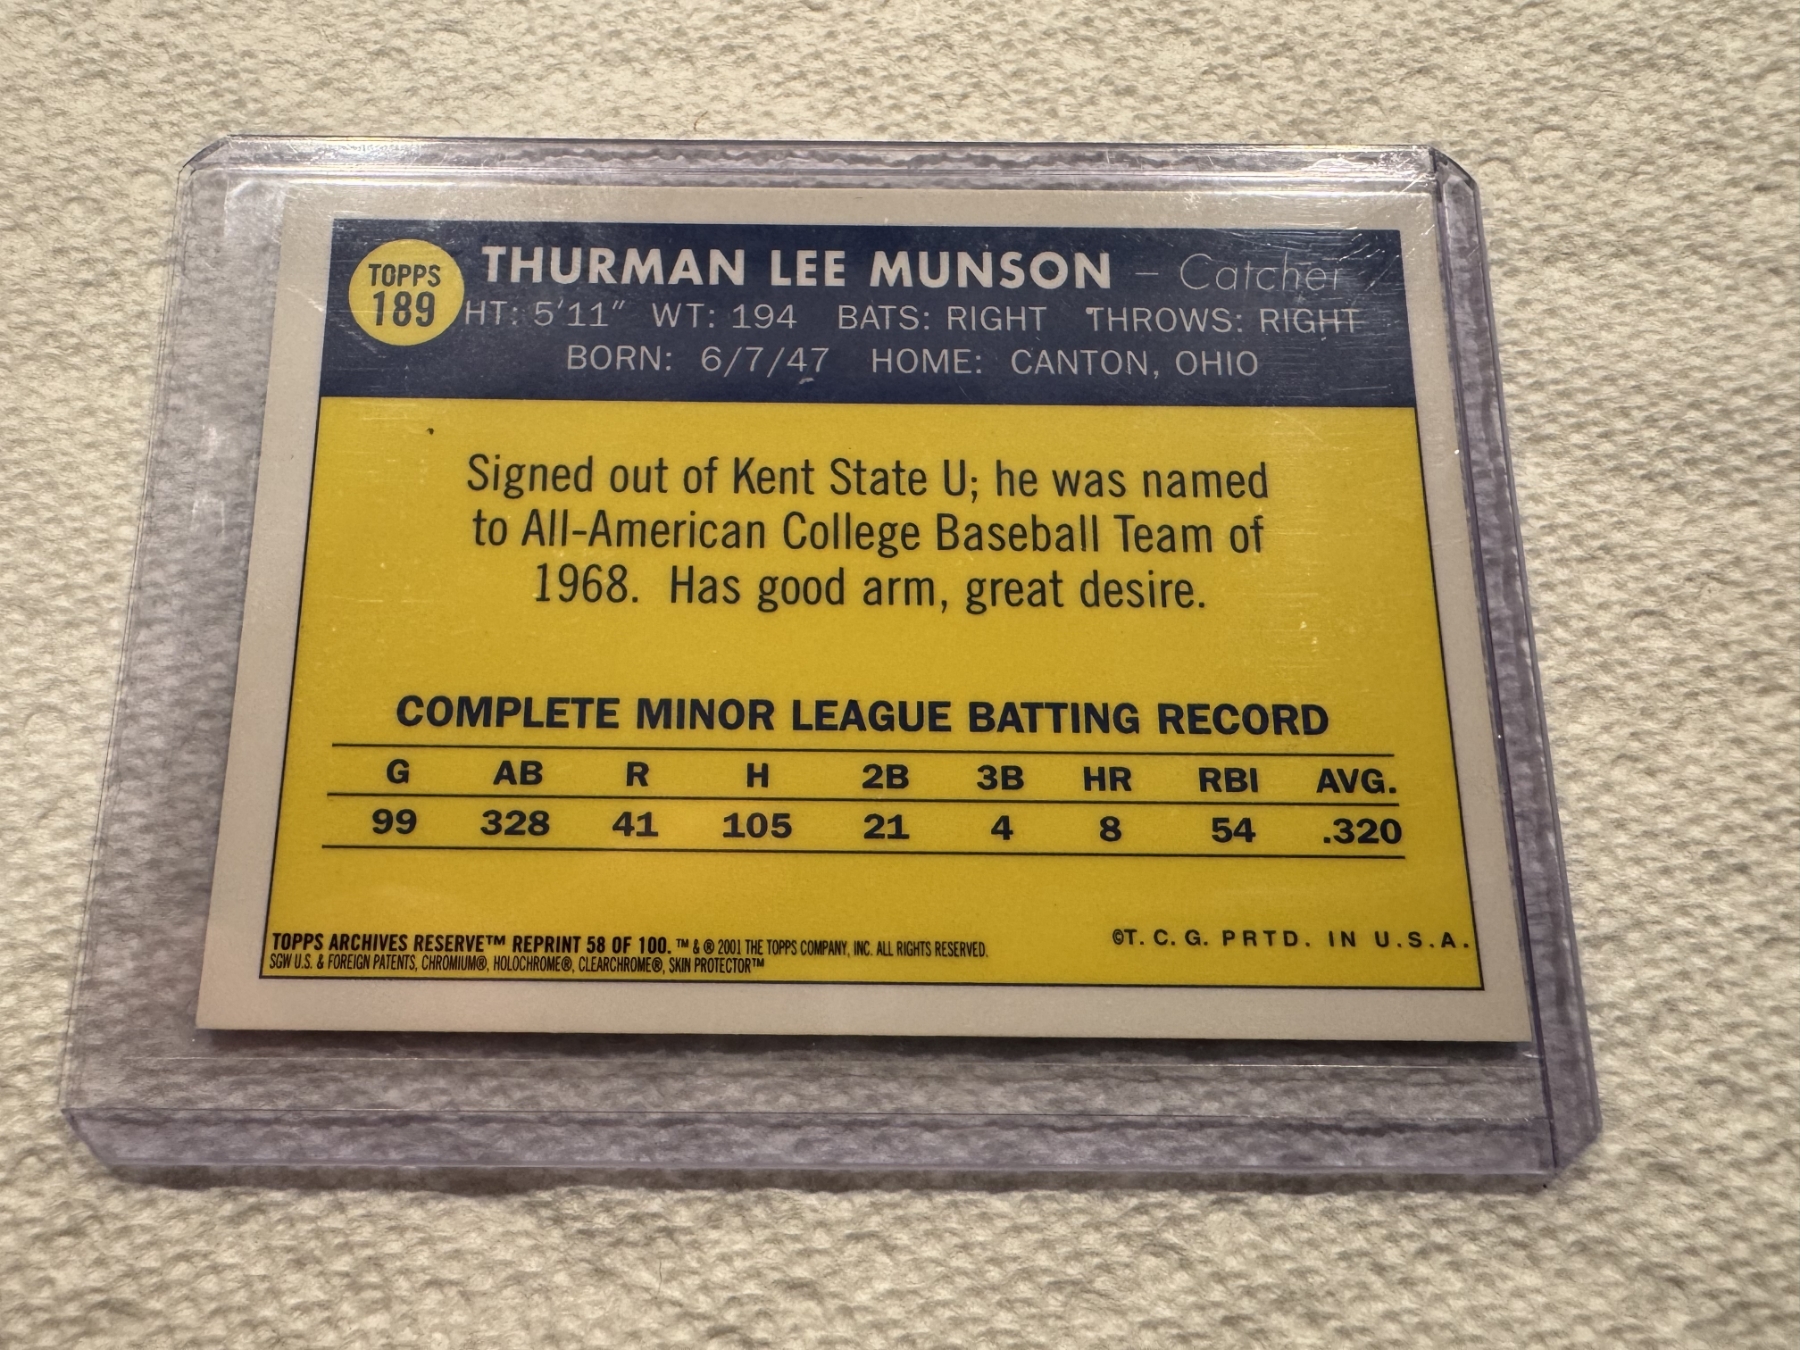 TOPPS
189
THURMAN LEE MUNSON – Catcher
HT: 5'11" WT: 194 BATS: RIGHT THROWS: RIGHT
BORN: 6/7/47 HOME: CANTON, OHIO
Signed out of Kent State U; he was named
to All-American College Baseball Team of
1968. Has good arm, great desire.
COMPLETE MINOR LEAGUE BATTING RECORD
G AB R H 2B 3B HR RBI AVG.
99 328 41 105 21 4 8 54 .320
TOPPS ARCHIVES RESERVE™ REPRINT 58 OF 100. ™ & ® 2001 THE TOPPS COMPANY, INC. ALL RIGHTS RESERVED.
SGW U.S. & FOREIGN PATENTS, CHROMIUM®, HOLOCHROME®, CLEARCHROME®, SKIN PROTECTOR™
©T. C. G. PRTD. IN U.S.A.